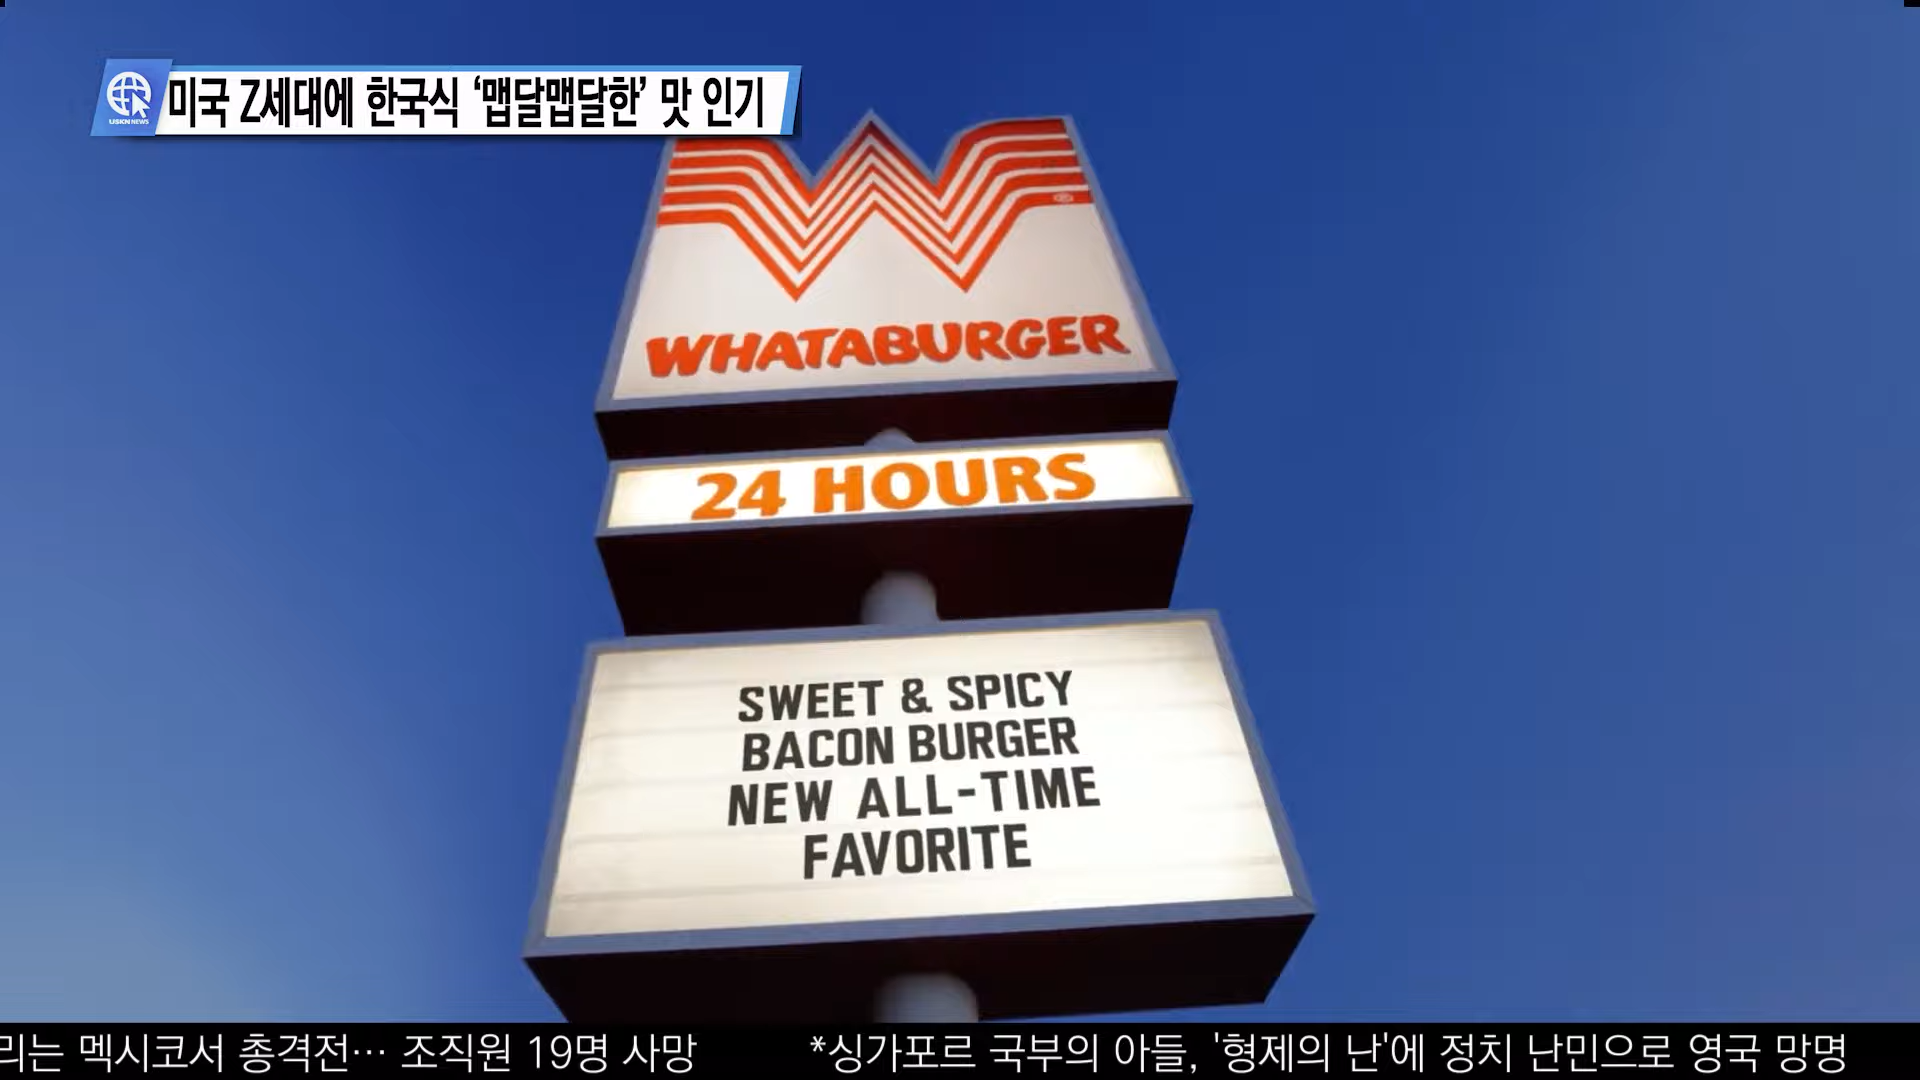 미국 Z세대에 한국식 ‘맵달맵달한’ 맛 인기
USKN NEWS
WHATABURGER
24 HOURS
SWEET & SPICY
BACON BURGER
NEW ALL-TIME
FAVORITE
리는 멕시코서 총격전… 조직원 19명 사망 *싱가포르 국부의 아들, '형제의 난'에 정치 난민으로 영국 망명